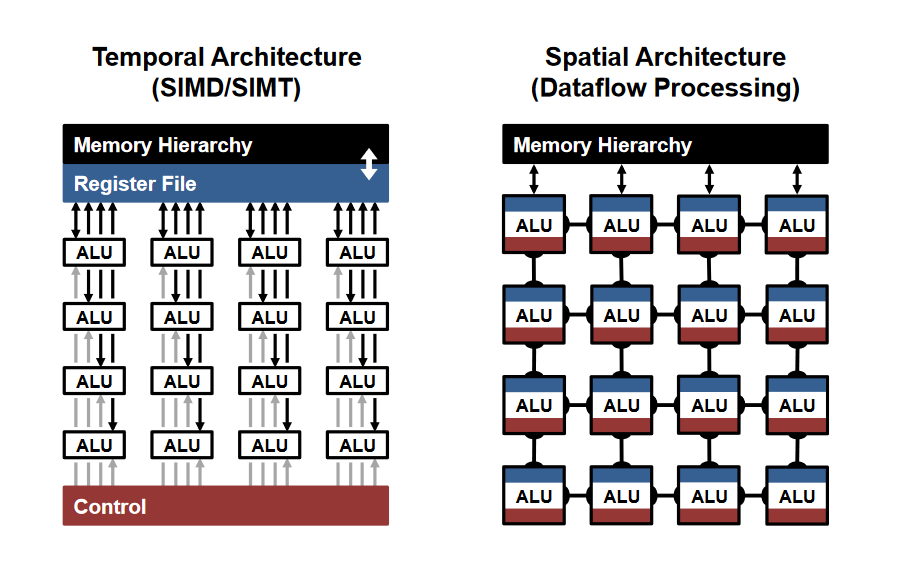 Temporal Architecture
(SIMD/SIMT)
Memory Hierarchy
Register File
ALU ALU ALU ALU
ALU ALU ALU ALU
ALU ALU ALU ALU
ALU ALU ALU ALU
Control
Spatial Architecture
(Dataflow Processing)
Memory Hierarchy
ALU ALU ALU ALU
ALU ALU ALU ALU
ALU ALU ALU ALU
ALU ALU ALU ALU